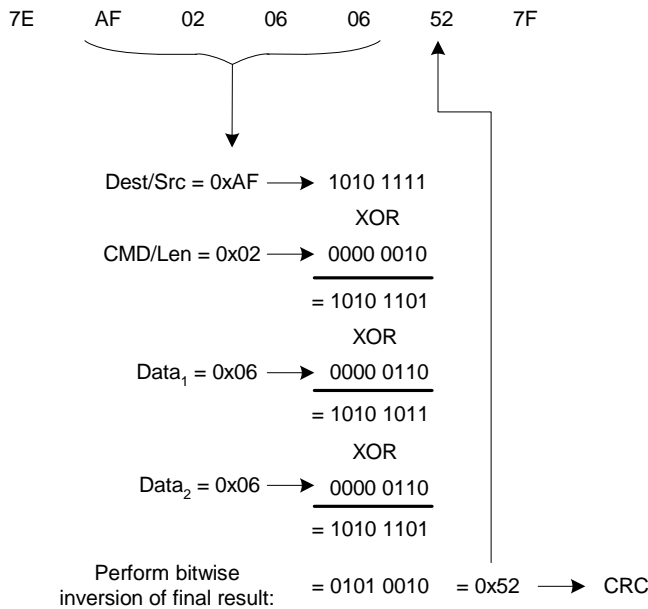 7E AF 02 06 06 52 7F
Dest/Src = 0xAF 1010 1111
XOR
CMD/Len = 0x02 0000 0010
= 1010 1101
XOR
Data₁ = 0x06 0000 0110
= 1010 1011
XOR
Data₂ = 0x06 0000 0110
= 1010 1101
Perform bitwise
inversion of final result: = 0101 0010 = 0x52 CRC